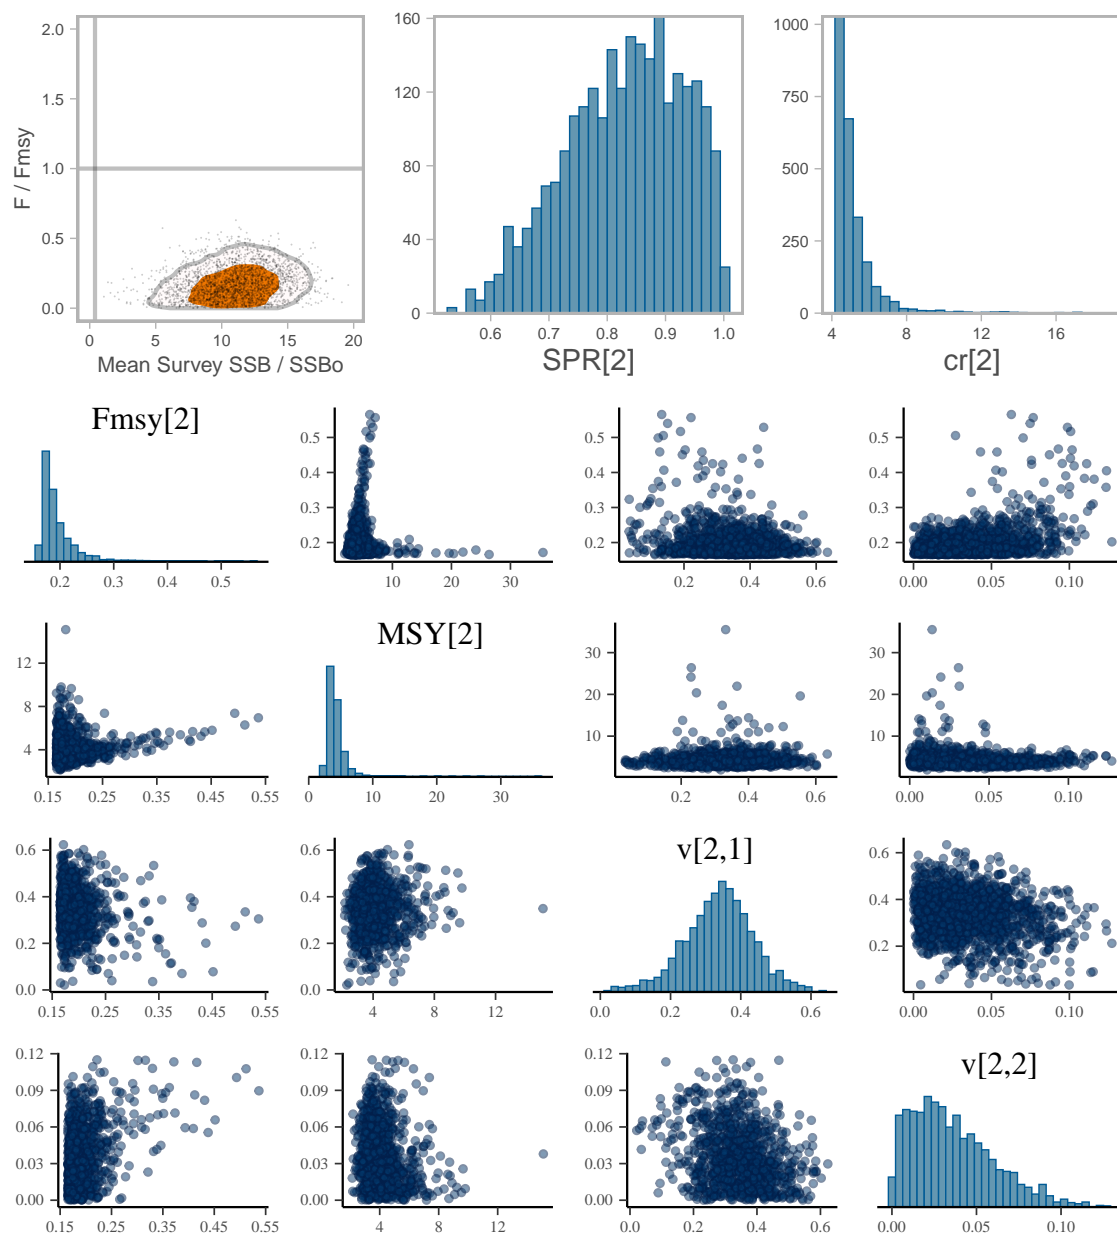 2.0
1.5
1.0
0.5
0.0
F / Fmsy
0 5 10 15 20
Mean Survey SSB / SSBo
160
120
80
40
0
0.6 0.7 0.8 0.9 1.0
SPR[2]
1000
750
500
250
0
4 8 12 16
cr[2]
Fmsy[2]
0.2 0.3 0.4 0.5
0.5
0.4
0.3
0.2
10 20 30
0.5
0.4
0.3
0.2
0.2 0.4 0.6
0.5
0.4
0.3
0.2
0.00 0.05 0.10
12
8
4
0.15 0.25 0.35 0.45 0.55
MSY[2]
0 10 20 30
30
20
10
0.2 0.4 0.6
30
20
10
0.00 0.05 0.10
0.6
0.4
0.2
0.0
0.15 0.25 0.35 0.45 0.55
0.6
0.4
0.2
0.0
4 8 12
v[2,1]
0.0 0.2 0.4 0.6
0.6
0.4
0.2
0.00 0.05 0.10
0.12
0.09
0.06
0.03
0.00
0.15 0.25 0.35 0.45 0.55
0.12
0.09
0.06
0.03
0.00
4 8 12
0.12
0.09
0.06
0.03
0.00
0.0 0.2 0.4 0.6
v[2,2]
0.00 0.05 0.10